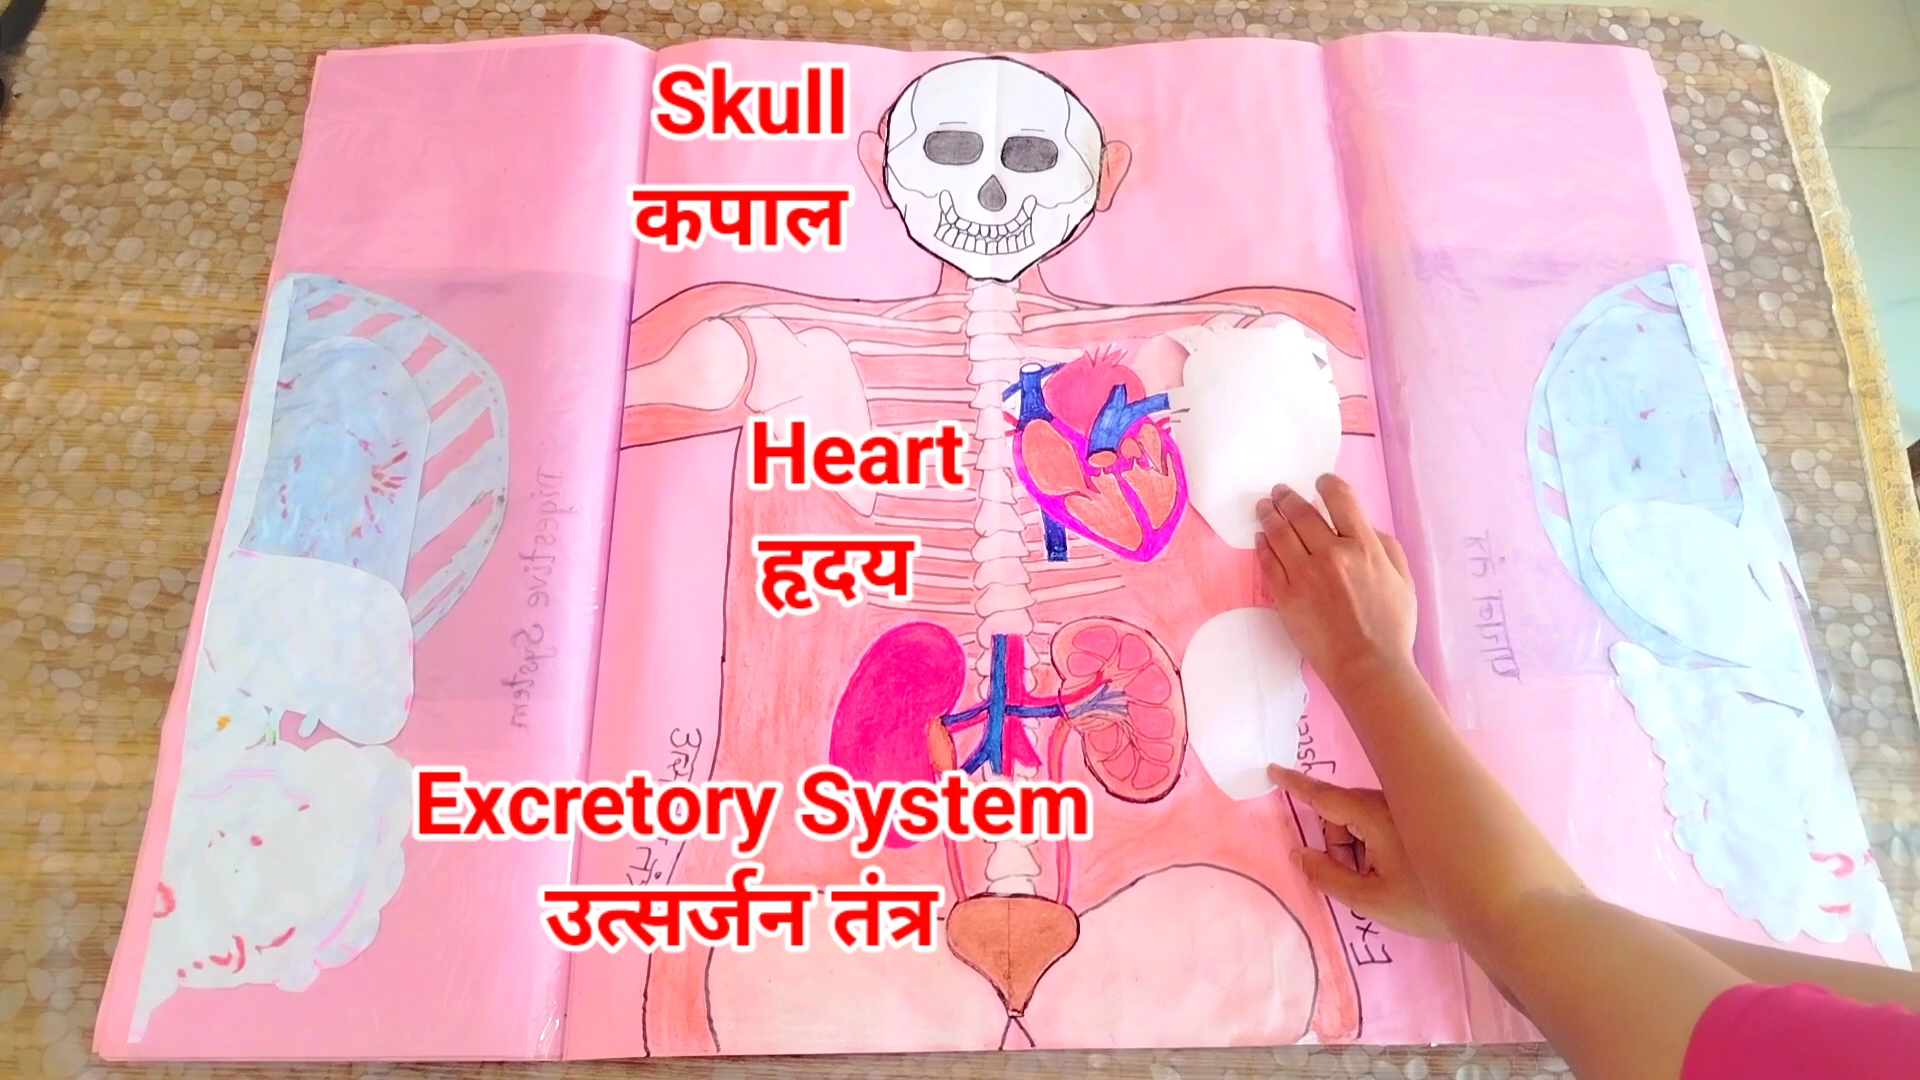 Skull
कपाल
Heart
हृदय
Digestive System
Excretory System
उत्सर्जन तंत्र